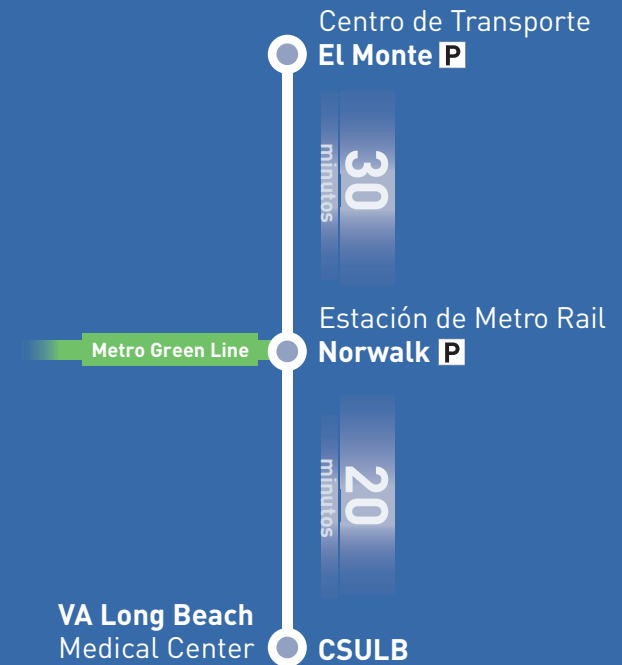 Centro de Transporte
El Monte P
30
minutos
Estación de Metro Rail
Norwalk P
Metro Green Line
20
minutos
VA Long Beach
Medical Center
CSULB